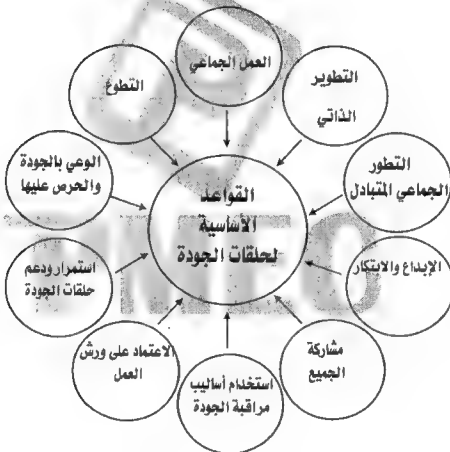 العمل الجماعي
التطوير
الذاتي
التطور
والجماعي المتبادل
الإبداع والابتكار
مشاركة
الجميع
استخدام أساليب
مراقبة الجودة
الاعتماد على ورش
العمل
استمرار ودعم
حلقات الجودة
الوعي بالجودة
والحرص عليها
التطوع
القواعد
الأساسية
لحلقات الجودة